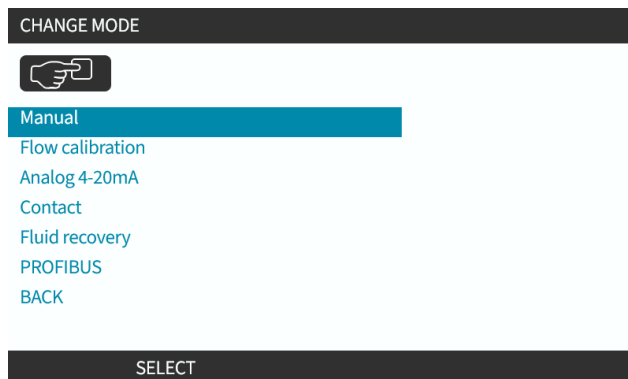 CHANGE MODE
Manual
Flow calibration
Analog 4-20mA
Contact
Fluid recovery
PROFIBUS
BACK
SELECT